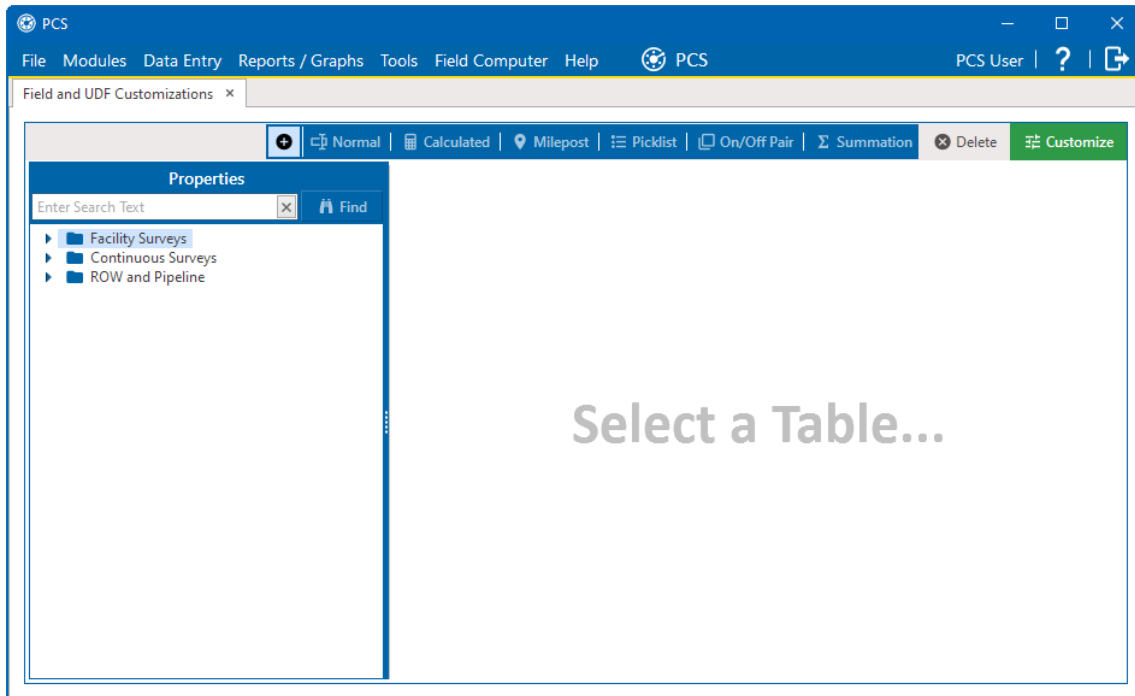 PCS
File Modules Data Entry Reports / Graphs Tools Field Computer Help PCS PCS User | ? |
Field and UDF Customizations ×
Normal | Calculated | Milepost | Picklist | On/Off Pair | Σ Summation Delete Customize
Properties
Enter Search Text Find
Facility Surveys
Continuous Surveys
ROW and Pipeline
Select a Table...